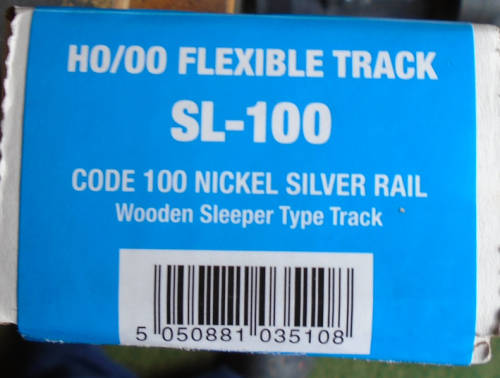 HO/OO FLEXIBLE TRACK
SL-100
CODE 100 NICKEL SILVER RAIL
Wooden Sleeper Type Track
5 050881 035108